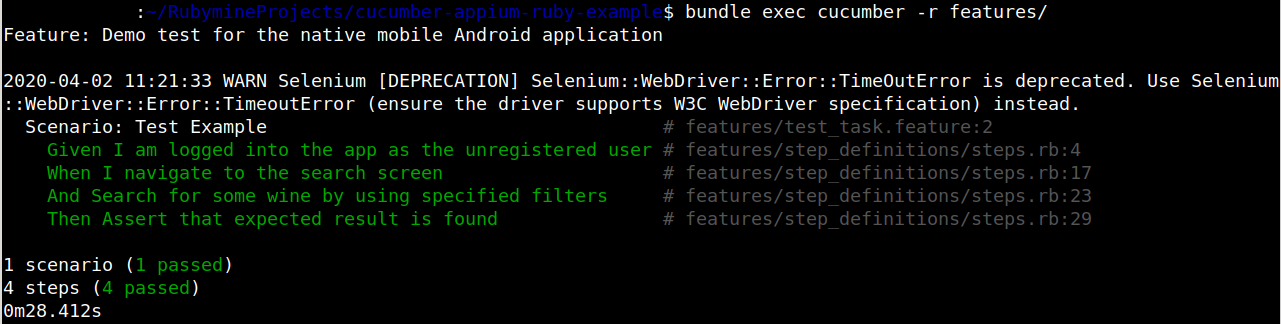 :~/RubymineProjects/cucumber-appium-ruby-example$ bundle exec cucumber -r features/
Feature: Demo test for the native mobile Android application
2020-04-02 11:21:33 WARN Selenium [DEPRECATION] Selenium::WebDriver::Error::TimeOutError is deprecated. Use Selenium
::WebDriver::Error::TimeoutError (ensure the driver supports W3C WebDriver specification) instead.
Scenario: Test Example # features/test_task.feature:2
Given I am logged into the app as the unregistered user # features/step_definitions/steps.rb:4
When I navigate to the search screen # features/step_definitions/steps.rb:17
And Search for some wine by using specified filters # features/step_definitions/steps.rb:23
Then Assert that expected result is found # features/step_definitions/steps.rb:29
1 scenario (1 passed)
4 steps (4 passed)
0m28.412s